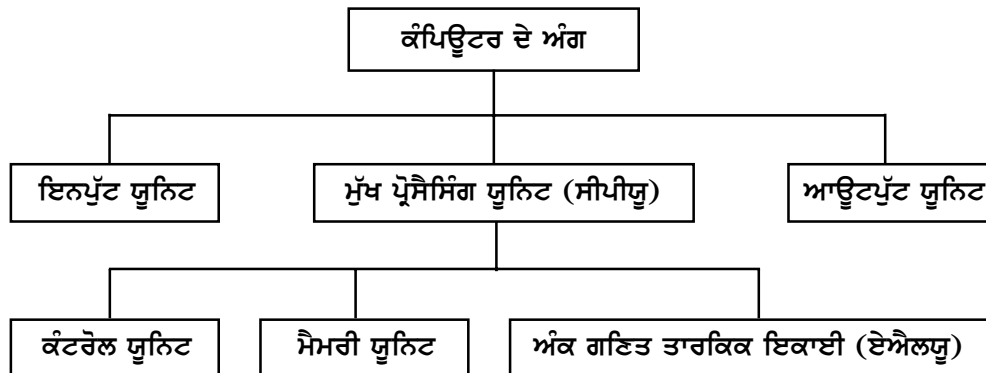 ਕੰਪਿਊਟਰ ਦੇ ਅੰਗ
ਇਨਪੁੱਟ ਯੂਨਿਟ
ਮੁੱਖ ਪ੍ਰੋਸੈਸਿੰਗ ਯੂਨਿਟ (ਸੀਪੀਯੂ)
ਆਊਟਪੁੱਟ ਯੂਨਿਟ
ਕੰਟਰੋਲ ਯੂਨਿਟ
ਮੈਮਰੀ ਯੂਨਿਟ
ਅੰਕ ਗਣਿਤ ਤਾਰਕਿਕ ਇਕਾਈ (ਏਐਲਯੂ)